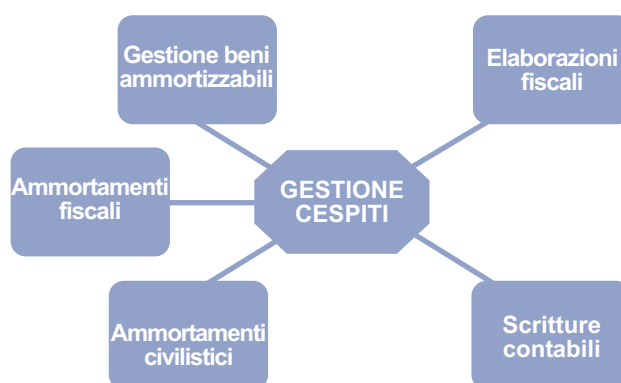 Gestione beni
ammortizzabili
Elaborazioni
fiscali
Ammortamenti
fiscali
GESTIONE
CESPITI
Ammortamenti
civilistici
Scritture
contabili